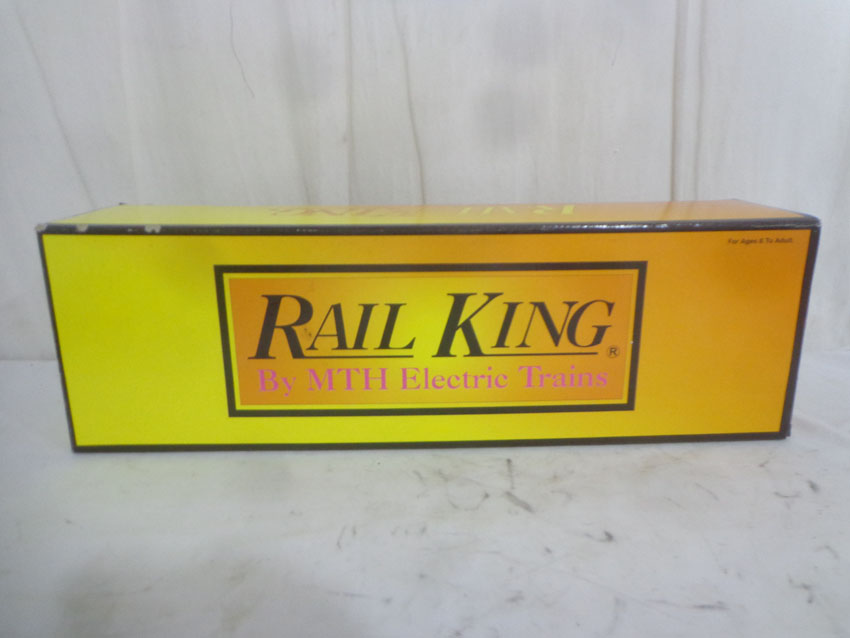 For Ages 8 To Adult
RAIL KING®
By MTH Electric Trains